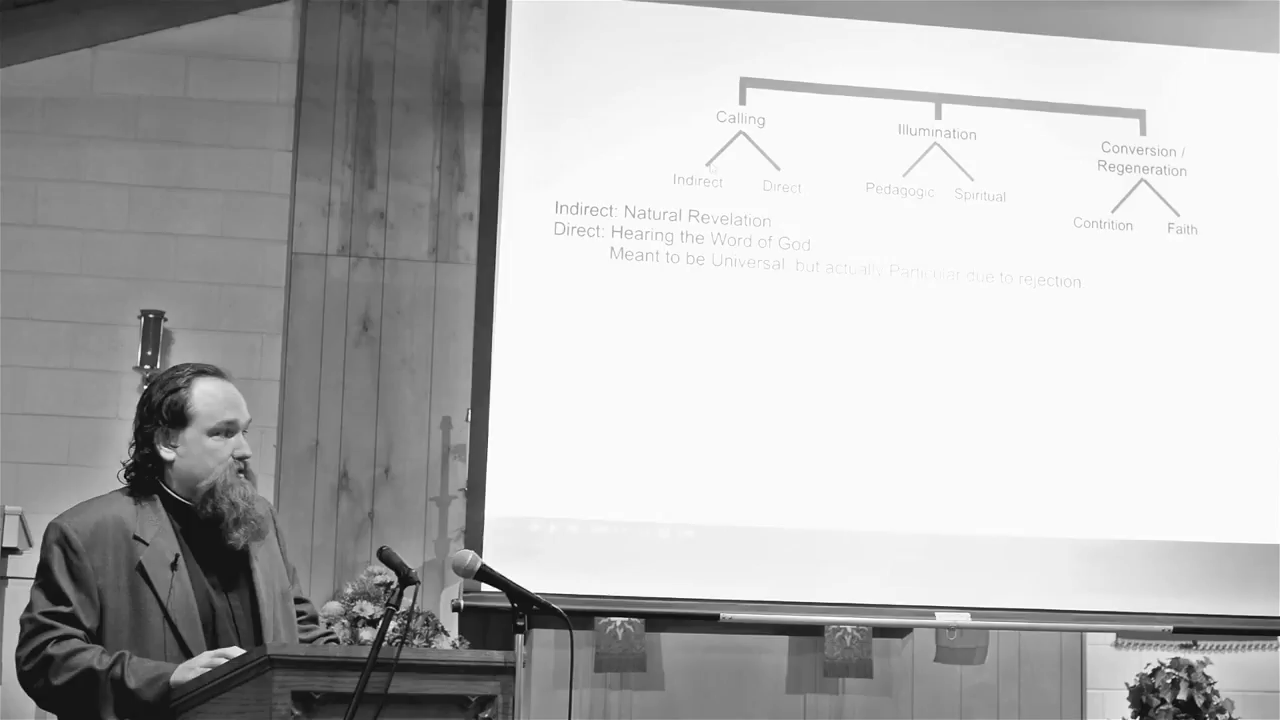 Calling
Illumination
Conversion /
Regeneration
Indirect
Direct
Pedagogic
Spiritual
Contrition
Faith
Indirect: Natural Revelation
Direct: Hearing the Word of God
Meant to be Universal but actually Particular due to rejection